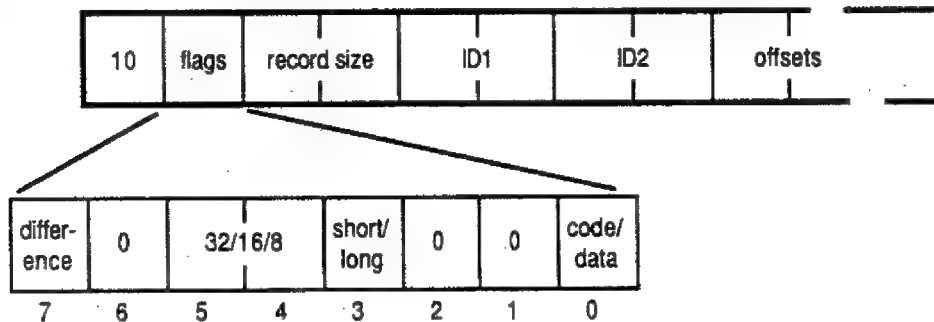 10 flags record size ID1 ID2 offsets
differ-
ence 0 32/16/8 short/
long 0 0 code/
data
7 6 5 4 3 2 1 0